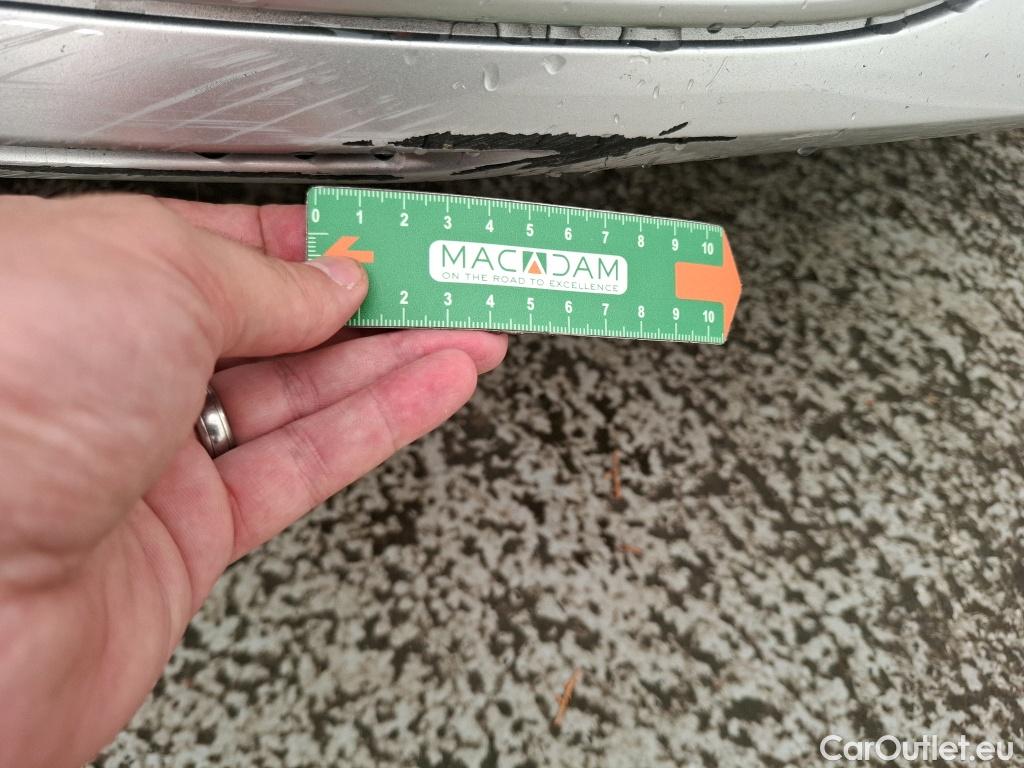 0 1 2 3 4 5 6 7 8 9 10
MACADAM
ON THE ROAD TO EXCELLENCE
2 3 4 5 6 7 8 9 10
CarOutlet.eu